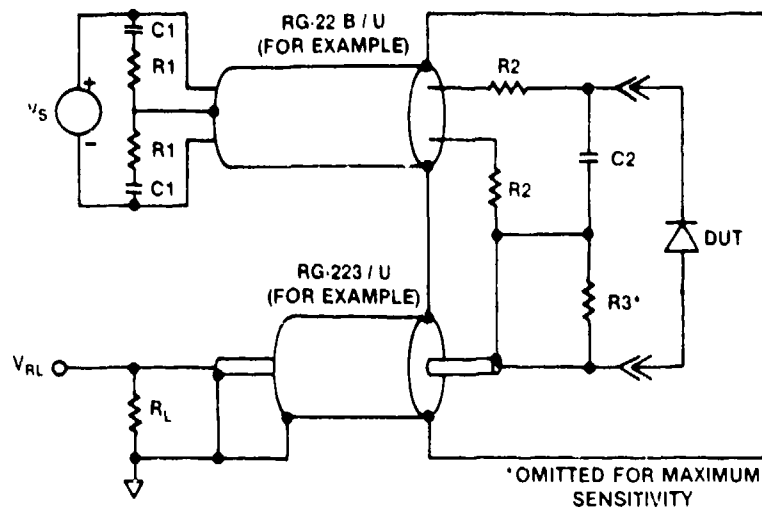 RG-22 B / U
(FOR EXAMPLE)
C1
R1
+
VS
-
R1
C1
R2
R2
C2
DUT
RG-223 / U
(FOR EXAMPLE)
R3*
VRL
RL
*OMITTED FOR MAXIMUM
SENSITIVITY